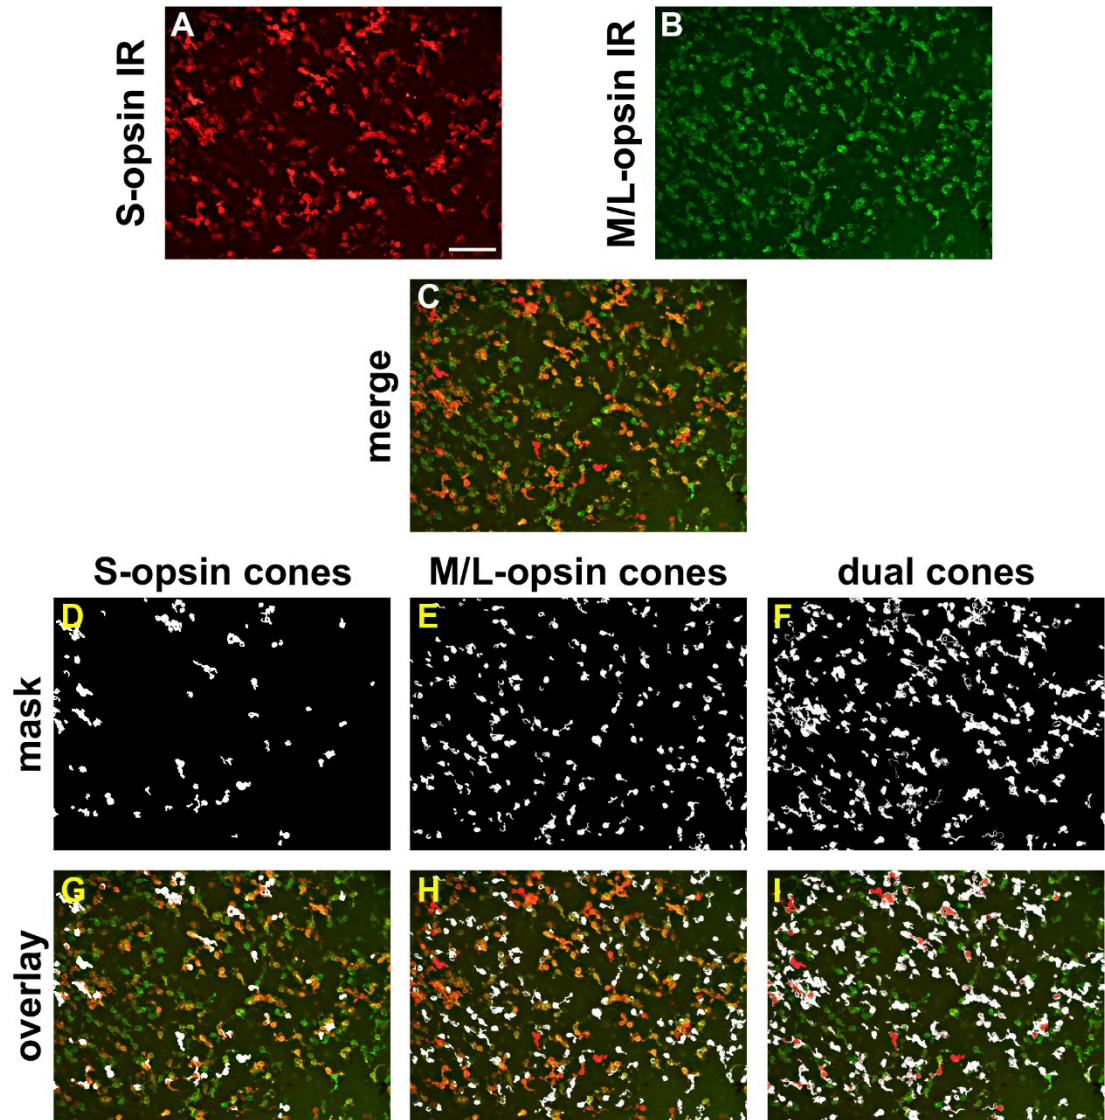 S-opsin IR
A
M/L-opsin IR
B
merge
C
S-opsin cones
M/L-opsin cones
dual cones
mask
D
E
F
overlay
G
H
I